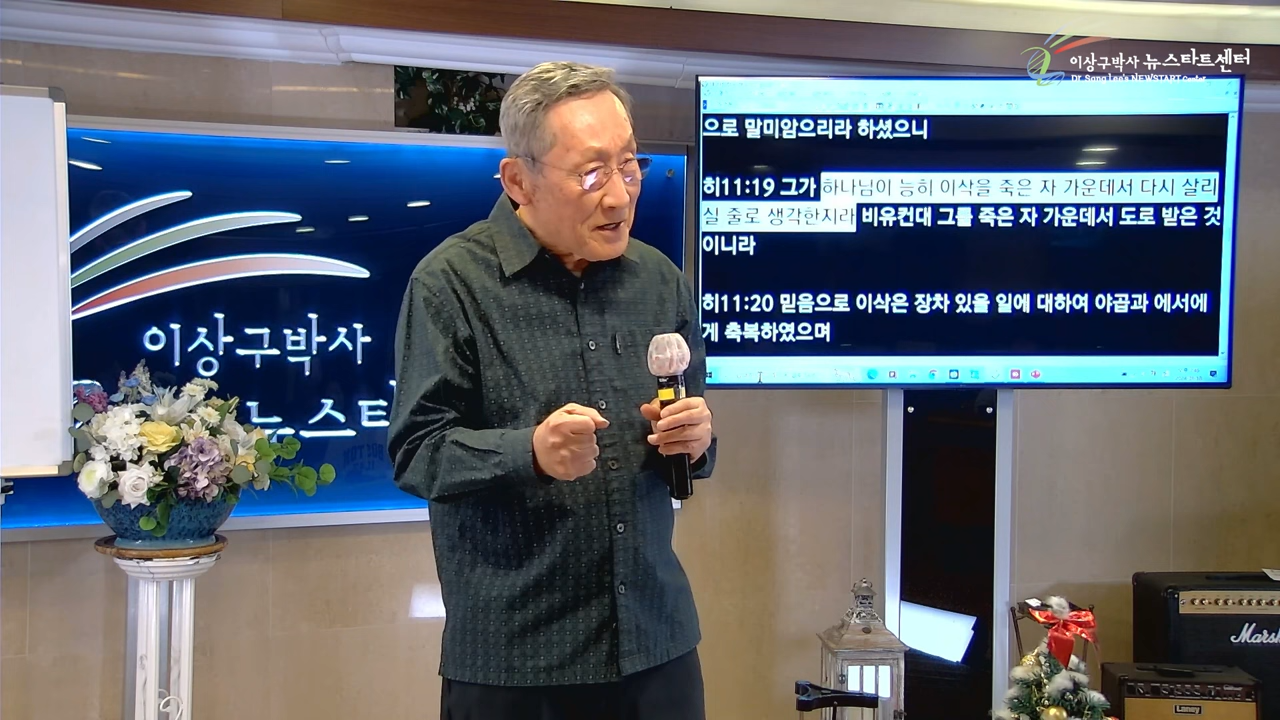 이상구박사 뉴스타트센터
Dr. Sang Lee's NEWSTART Center
으로 말미암으리라 하셨으니
히11:19 그가 하나님이 능히 이삭을 죽은 자 가운데서 다시 살리
실 줄로 생각한지라 비유컨대 그를 죽은 자 가운데서 도로 받은 것
이니라
히11:20 믿음으로 이삭은 장차 있을 일에 대하여 야곱과 에서에
게 축복하였으며
이상구박사
뉴스타
Marsh
Laney